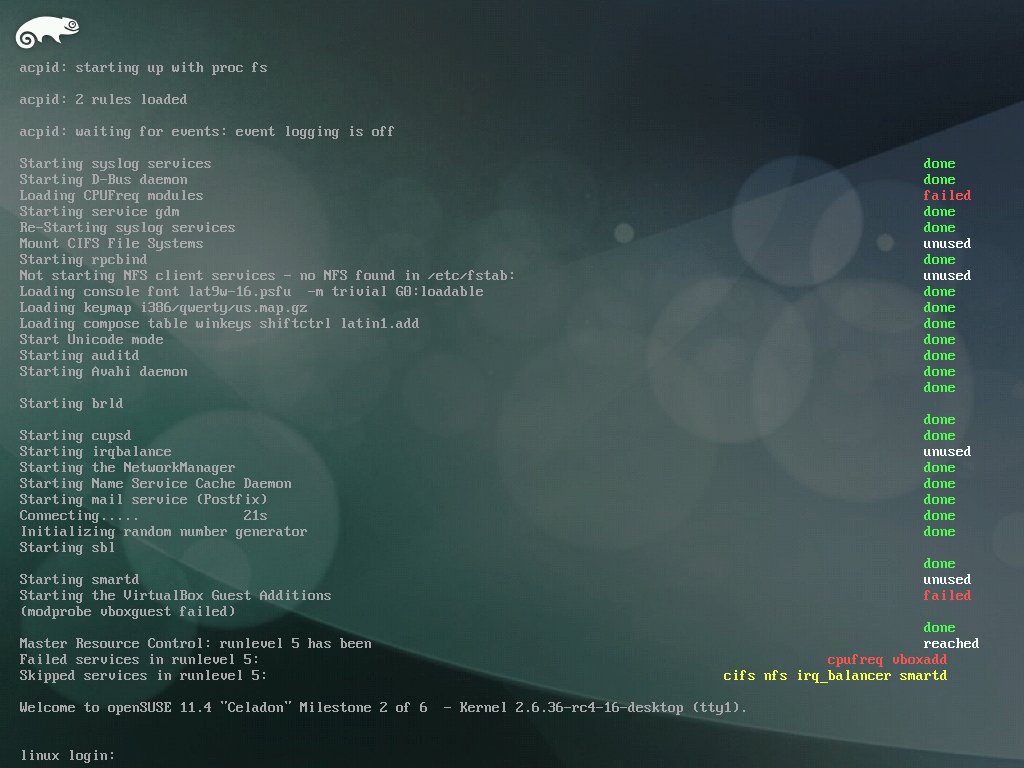 acpid: starting up with proc fs
acpid: 2 rules loaded
acpid: waiting for events: event logging is off
Starting syslog services done
Starting D-Bus daemon done
Loading CPUFreq modules failed
Starting service gdm done
Re-Starting syslog services done
Mount CIFS File Systems unused
Starting rpcbind done
Not starting NFS client services - no NFS found in /etc/fstab: unused
Loading console font lat9w-16.psfu  -m trivial G0:loadable done
Loading keymap i386/qwerty/us.map.gz done
Loading compose table winkeys shiftctrl latin1.add done
Start Unicode mode done
Starting auditd done
Starting Avahi daemon done
done
Starting brld
done
Starting cupsd done
Starting irqbalance unused
Starting the NetworkManager done
Starting Name Service Cache Daemon done
Starting mail service (Postfix) done
Connecting..... 21s done
Initializing random number generator done
Starting sbl
done
Starting smartd unused
Starting the VirtualBox Guest Additions failed
(modprobe vboxguest failed)
done
Master Resource Control: runlevel 5 has been reached
Failed services in runlevel 5: cpufreq vboxadd
Skipped services in runlevel 5: cifs nfs irq_balancer smartd
Welcome to openSUSE 11.4 "Celadon" Milestone 2 of 6  - Kernel 2.6.36-rc4-16-desktop (tty1).
linux login: